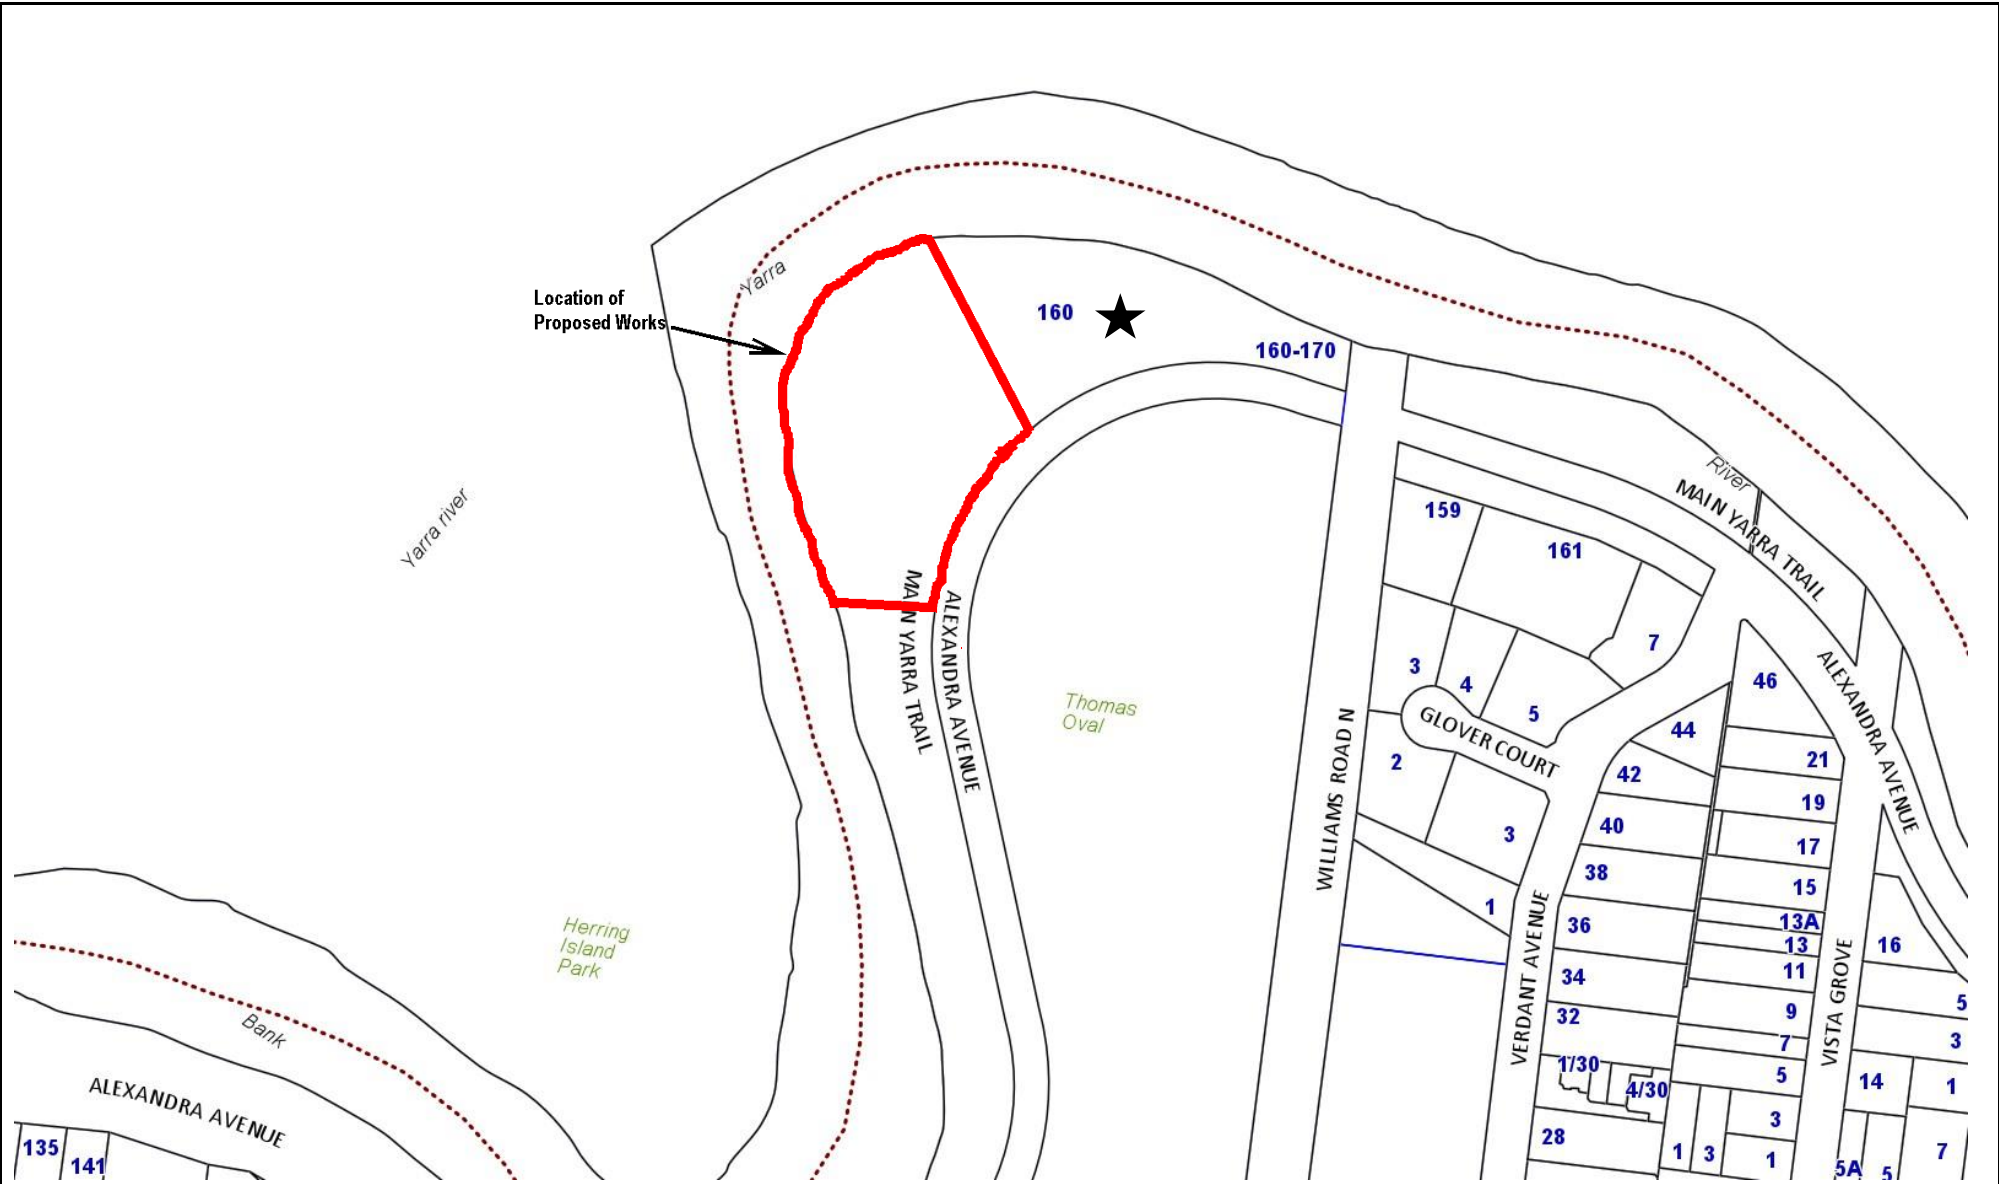 Yarra
Location of
Proposed Works
160
160-170
Yarra river
River
MAIN YARRA TRAIL
159
161
7
3
4
5
GLOVER COURT
2
3
1
MAIN YARRA TRAIL
ALEXANDRA AVENUE
Thomas
Oval
WILLIAMS ROAD N
ALEXANDRA AVENUE
46
44
42
40
38
36
34
32
1/30
4/30
28
21
19
17
15
13A
13
11
9
7
5
3
1
1
3
VERDANT AVENUE
VISTA GROVE
16
5
3
14
1
7
5A
5
Herring
Island
Park
Bank
ALEXANDRA AVENUE
135
141